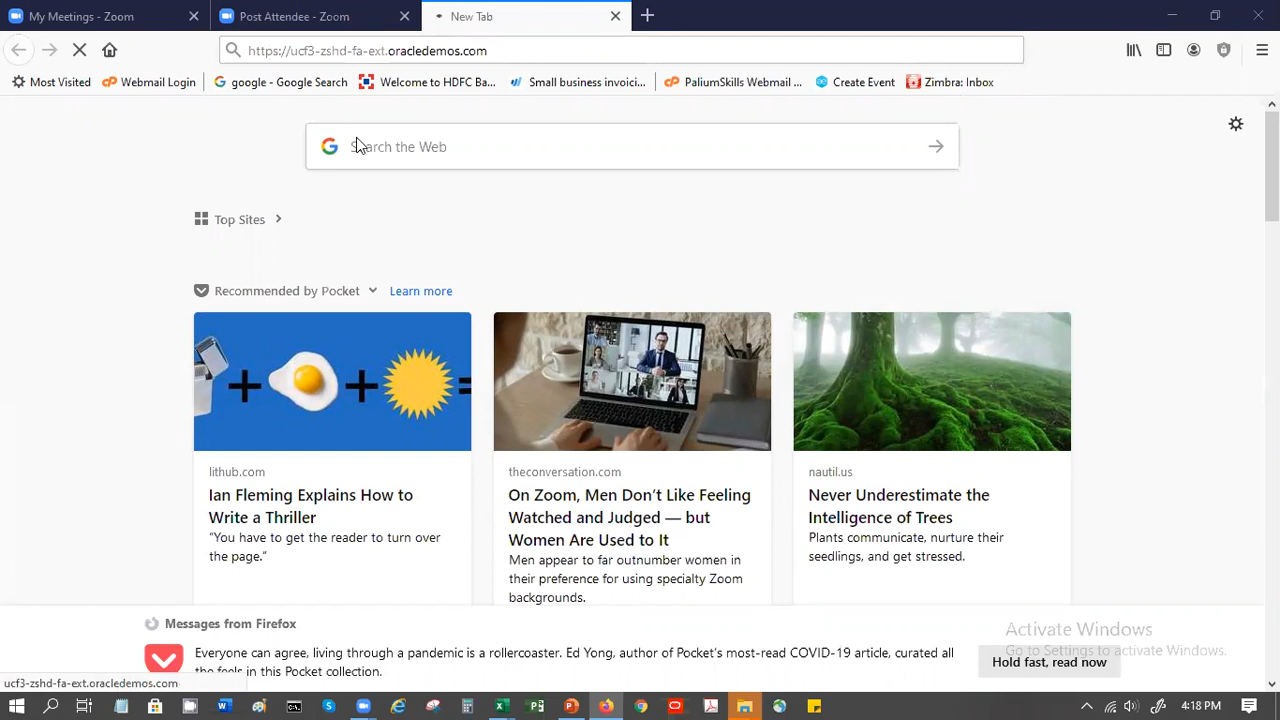 My Meetings - Zoom
Post Attendee - Zoom
New Tab
https://ucf3-zshd-fa-ext.oracledemos.com
Most Visited
Webmail Login
google - Google Search
Welcome to HDFC Ba...
Small business invoici...
PaliumSkills Webmail ...
Create Event
Zimbra: Inbox
Search the Web
Top Sites
Recommended by Pocket
Learn more
lithub.com
Ian Fleming Explains How to
Write a Thriller
“You have to get the reader to turn over
the page.”
theconversation.com
On Zoom, Men Don’t Like Feeling
Watched and Judged — but
Women Are Used to It
Men appear to far outnumber women in
their preference for using specialty Zoom
backgrounds.
nautil.us
Never Underestimate the
Intelligence of Trees
Plants communicate, nurture their
seedlings, and get stressed.
Messages from Firefox
Everyone can agree, living through a pandemic is a rollercoaster. Ed Yong, author of Pocket’s most-read COVID-19 article, curated all
the feels in this Pocket collection.
Hold fast, read now
Activate Windows
Go to Settings to activate Windows.
ucf3-zshd-fa-ext.oracledemos.com
4:18 PM